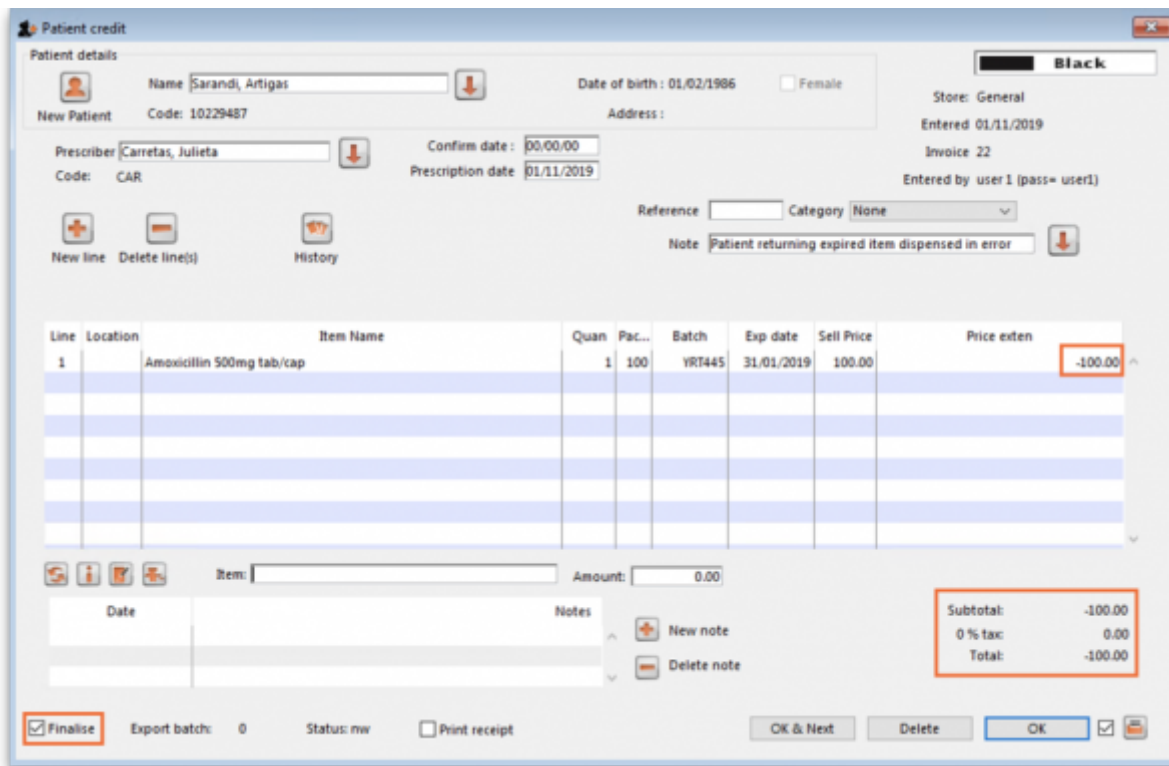 Patient credit
Patient details
Black
Name Sarandi, Artigas Date of birth : 01/02/1986 Female
Store: General
New Patient Code: 10229487 Address :
Entered 01/11/2019
Prescriber Carretas, Julieta Confirm date : 00/00/00
Invoice 22
Code: CAR Prescription date 01/11/2019
Entered by user 1 (pass= user1)
Reference Category None
Note Patient returning expired item dispensed in error
New line Delete line(s) History
Line Location Item Name Quan Pac... Batch Exp date Sell Price Price exten
1 Amoxicillin 500mg tab/cap 1 100 YRT445 31/01/2019 100.00 -100.00
Item: Amount: 0.00
Date Notes
New note
Delete note
Subtotal: -100.00
0 % tax: 0.00
Total: -100.00
Finalise Export batch: 0 Status: nw Print receipt OK & Next Delete OK